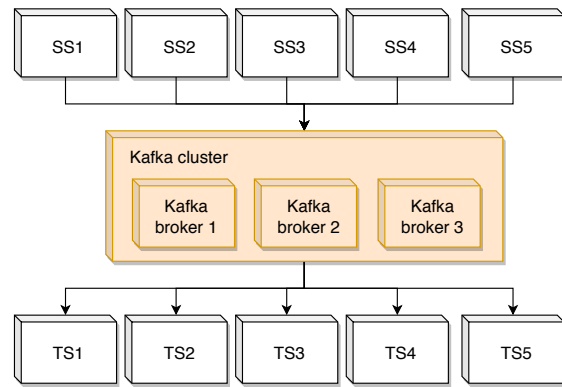 SS1
SS2
SS3
SS4
SS5
Kafka cluster
Kafka
broker 1
Kafka
broker 2
Kafka
broker 3
TS1
TS2
TS3
TS4
TS5